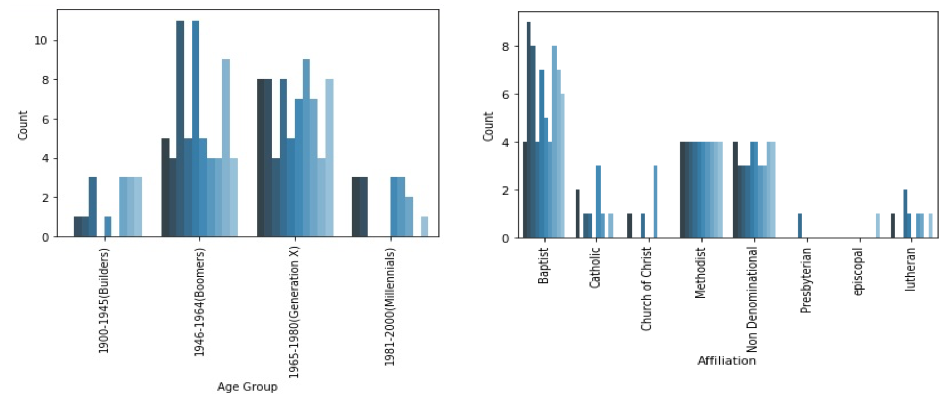 10
8
6
4
2
0
Count
1900-1945(Builders)
1946-1964(Boomers)
1965-1980(Generation X)
1981-2000(Millennials)
Age Group
8
6
4
2
0
Count
Baptist
Catholic
Church of Christ
Methodist
Non Denominational
Presbyterian
episcopal
lutheran
Affiliation